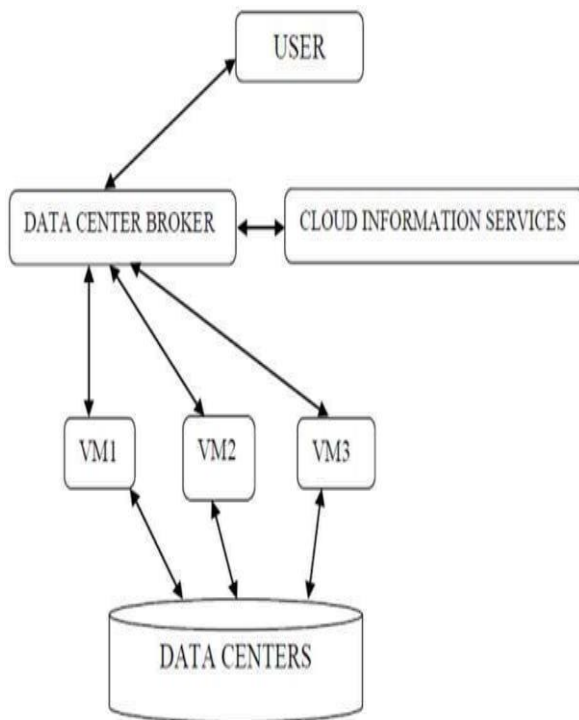 USER
DATA CENTER BROKER
CLOUD INFORMATION SERVICES
VM1
VM2
VM3
DATA CENTERS